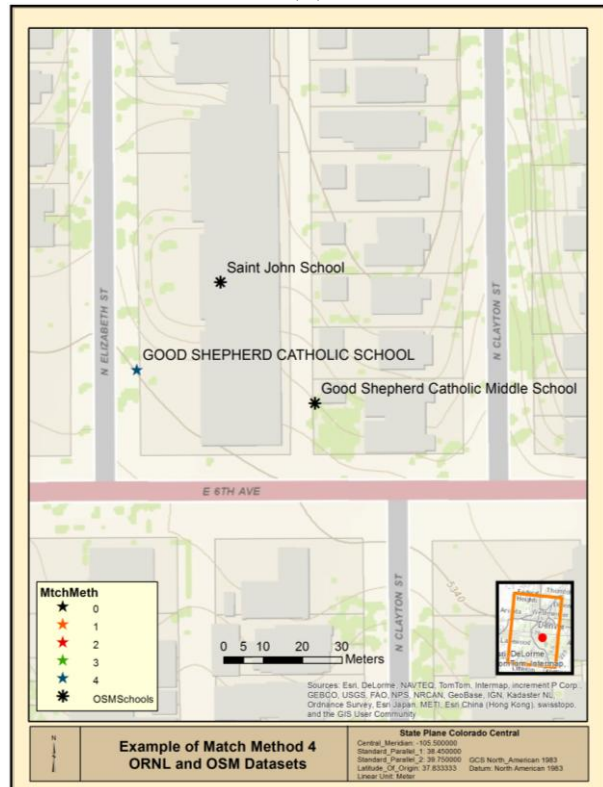 Saint John School
N ELIZABETH ST
N CLAYTON ST
GOOD SHEPHERD CATHOLIC SCHOOL
Good Shepherd Catholic Middle School
E 6TH AVE
N CLAYTON ST
5340
MtchMeth
0
1
2
3
4
OSMSchools
0 5 10 20 30
Meters
Sources: Esri, DeLorme, NAVTEQ, TomTom, Intermap, increment P Corp.,
GEBCO, USGS, FAO, NPS, NRCAN, GeoBase, IGN, Kadaster NL,
Ordnance Survey, Esri Japan, METI, Esri China (Hong Kong), swisstopo,
and the GIS User Community
N
Example of Match Method 4
ORNL and OSM Datasets
State Plane Colorado Central
Central_Meridian: -105.500000
Standard_Parallel_1: 38.450000
Standard_Parallel_2: 39.750000 GCS North_American 1983
Latitude_Of_Origin: 37.833333 Datum: North American 1983
Linear Unit: Meter